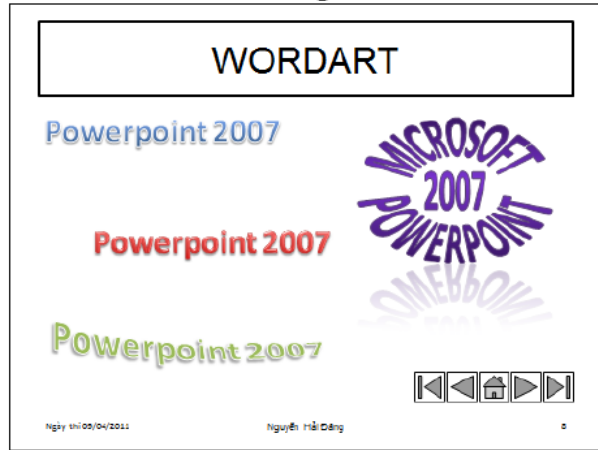 WORDART
Powerpoint 2007
MICROSOFT
2007
POWERPOINT
Powerpoint 2007
Powerpoint 2007
Ngày thi 09/04/2011
Nguyễn Hải Đăng
8